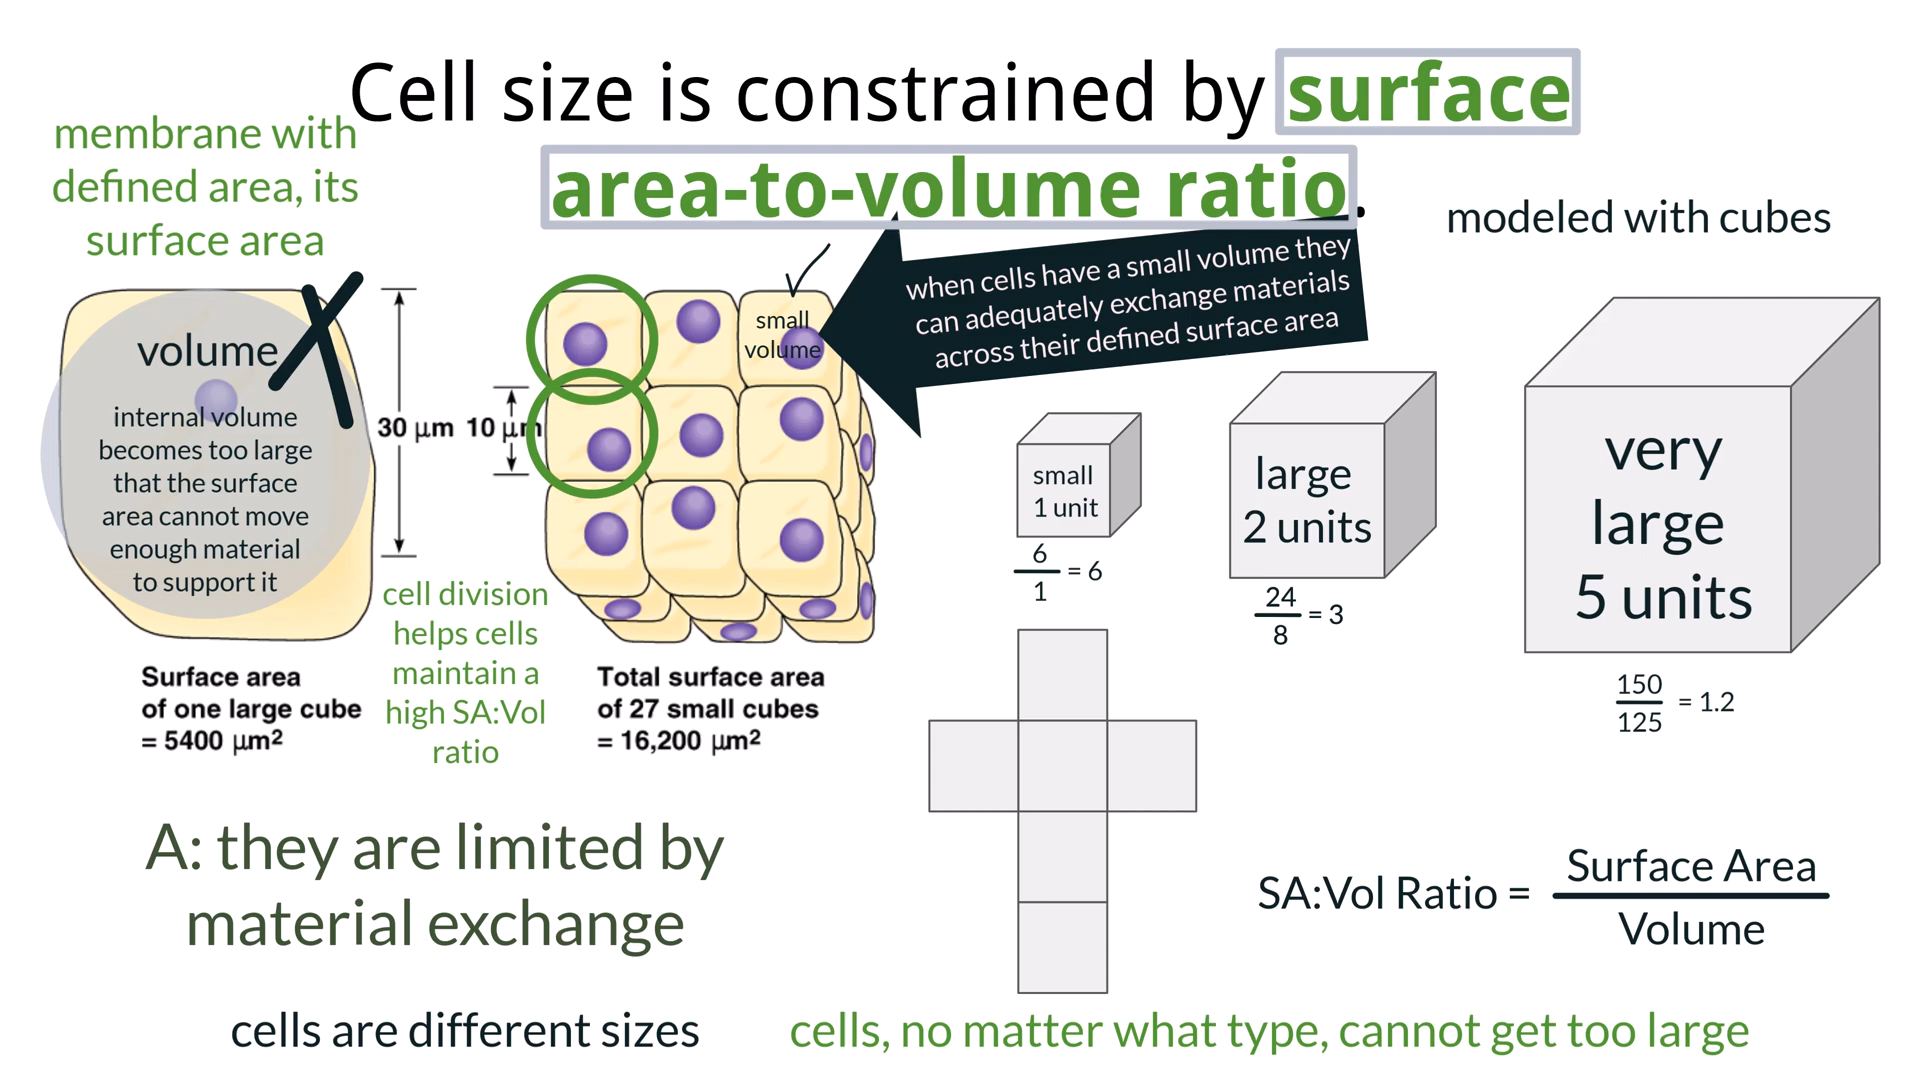 Cell size is constrained by surface
area-to-volume ratio.
membrane with
defined area, its
surface area
modeled with cubes
when cells have a small volume they
can adequately exchange materials
across their defined surface area
volume
internal volume
becomes too large
that the surface
area cannot move
enough material
to support it
30 μm
10 μm
small
volume
small
1 unit
6
1
= 6
large
2 units
24
8
= 3
very
large
5 units
150
125
= 1.2
cell division
helps cells
maintain a
high SA:Vol
ratio
Surface area
of one large cube
= 5400 μm²
Total surface area
of 27 small cubes
= 16,200 μm²
A: they are limited by
material exchange
SA:Vol Ratio =
Surface Area
Volume
cells are different sizes
cells, no matter what type, cannot get too large